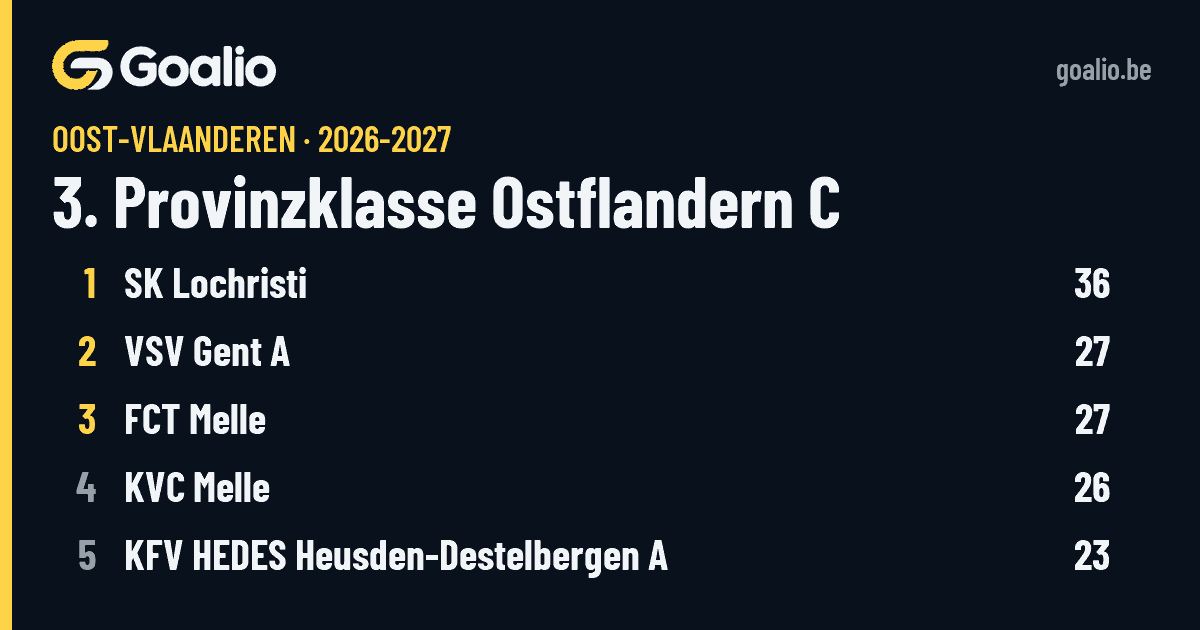 Goalio
goalio.be
OOST-VLAANDEREN · 2026-2027
3. Provinzklasse Ostflandern C
1 SK Lochristi 36
2 VSV Gent A 27
3 FCT Melle 27
4 KVC Melle 26
5 KFV HEDES Heusden-Destelbergen A 23